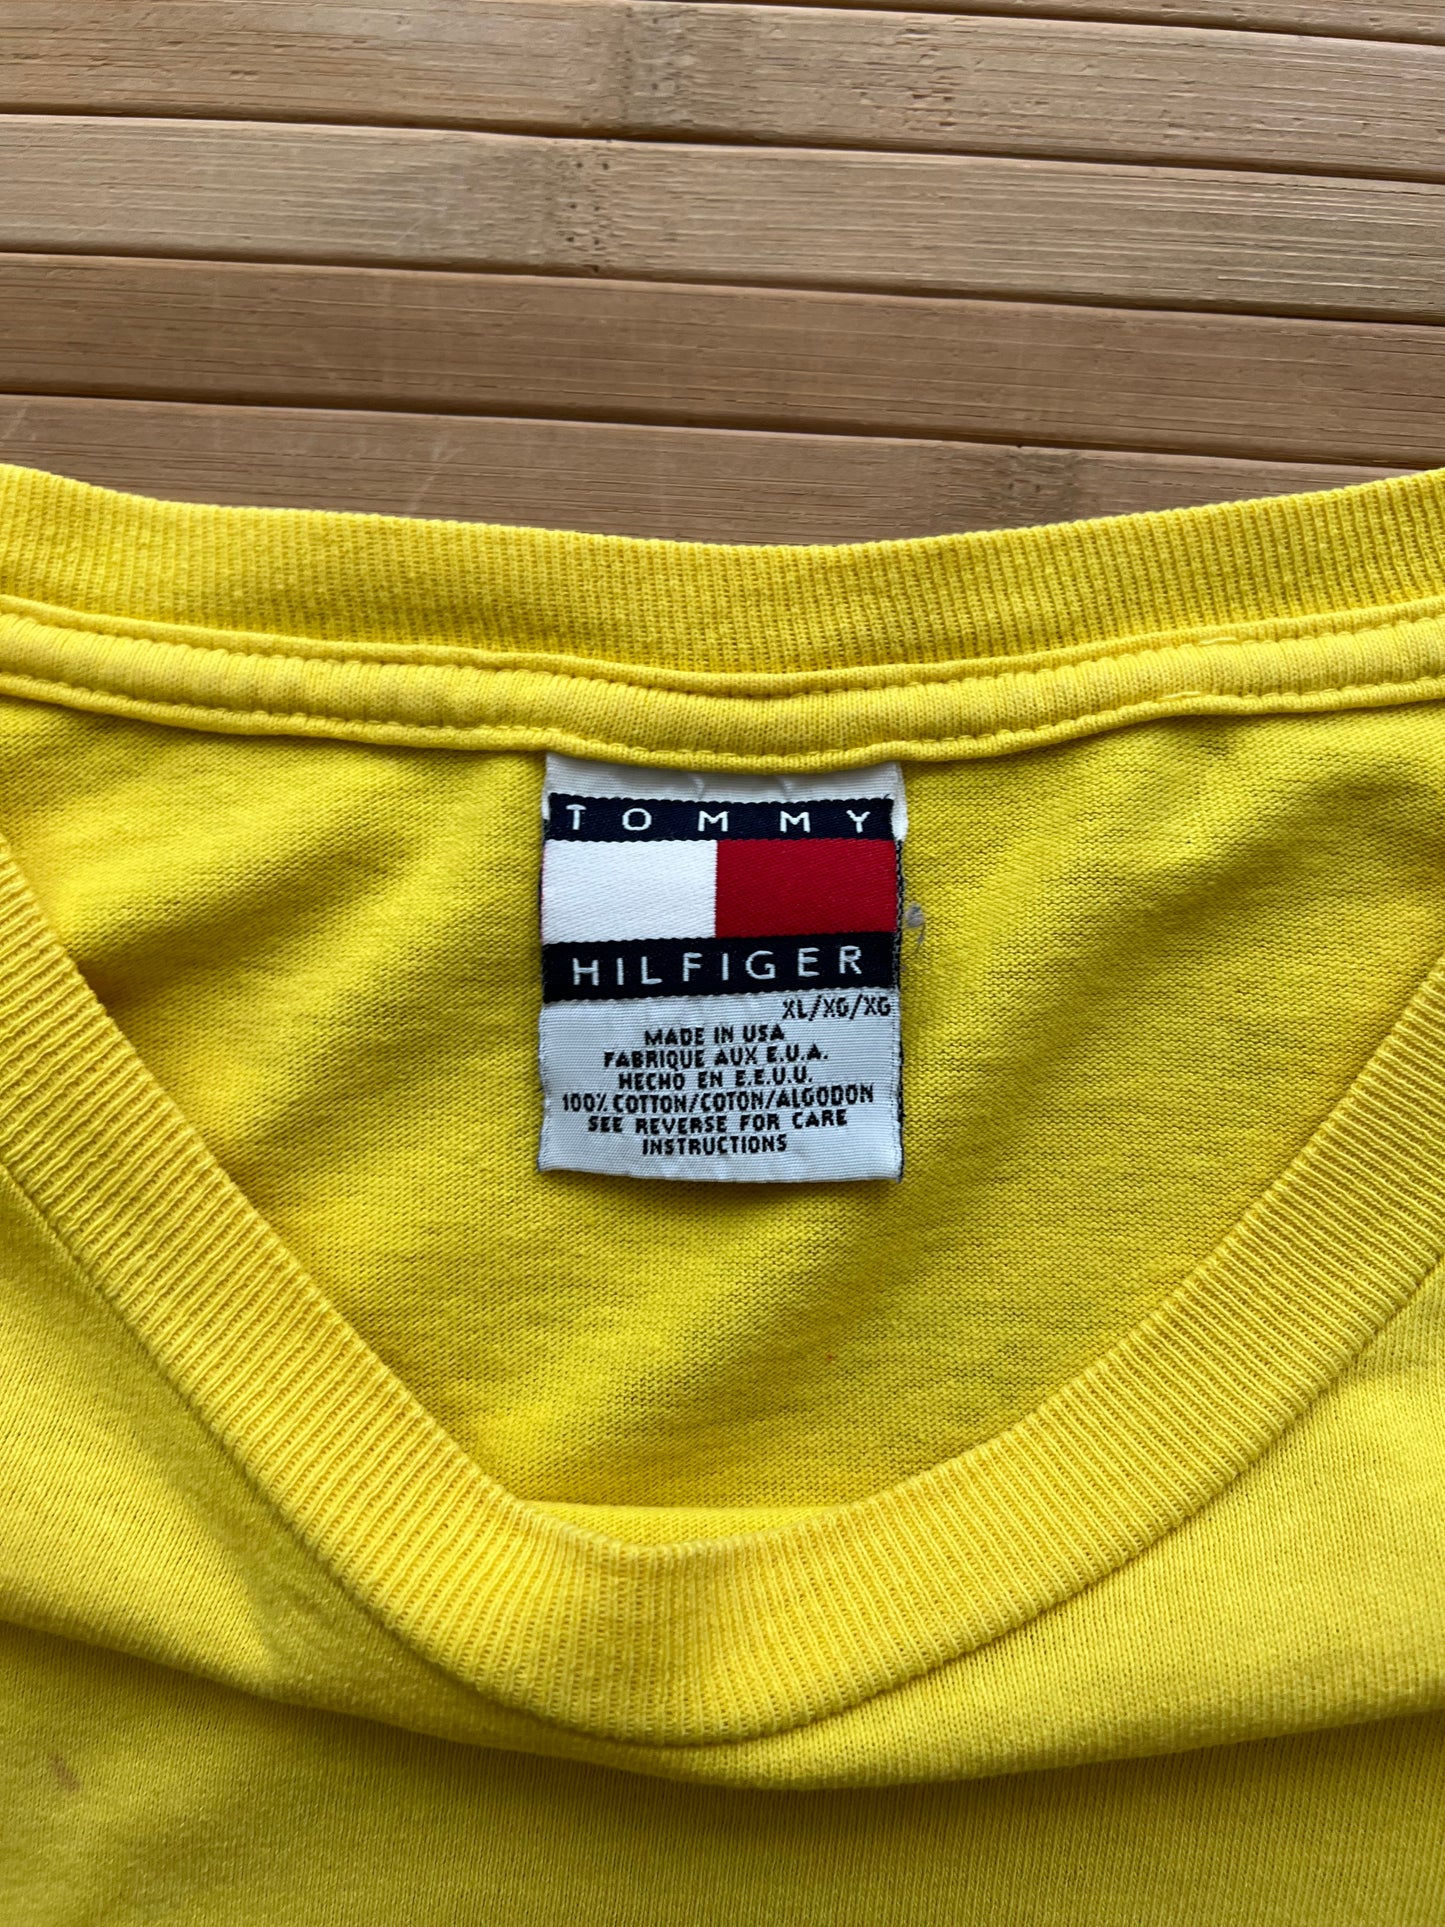 TOMMY
HILFIGER
XL/XG/XG
MADE IN USA
FABRIQUE AUX E.U.A.
HECHO EN E.E.U.U.
100% COTTON/COTON/ALGODON
SEE REVERSE FOR CARE
INSTRUCTIONS